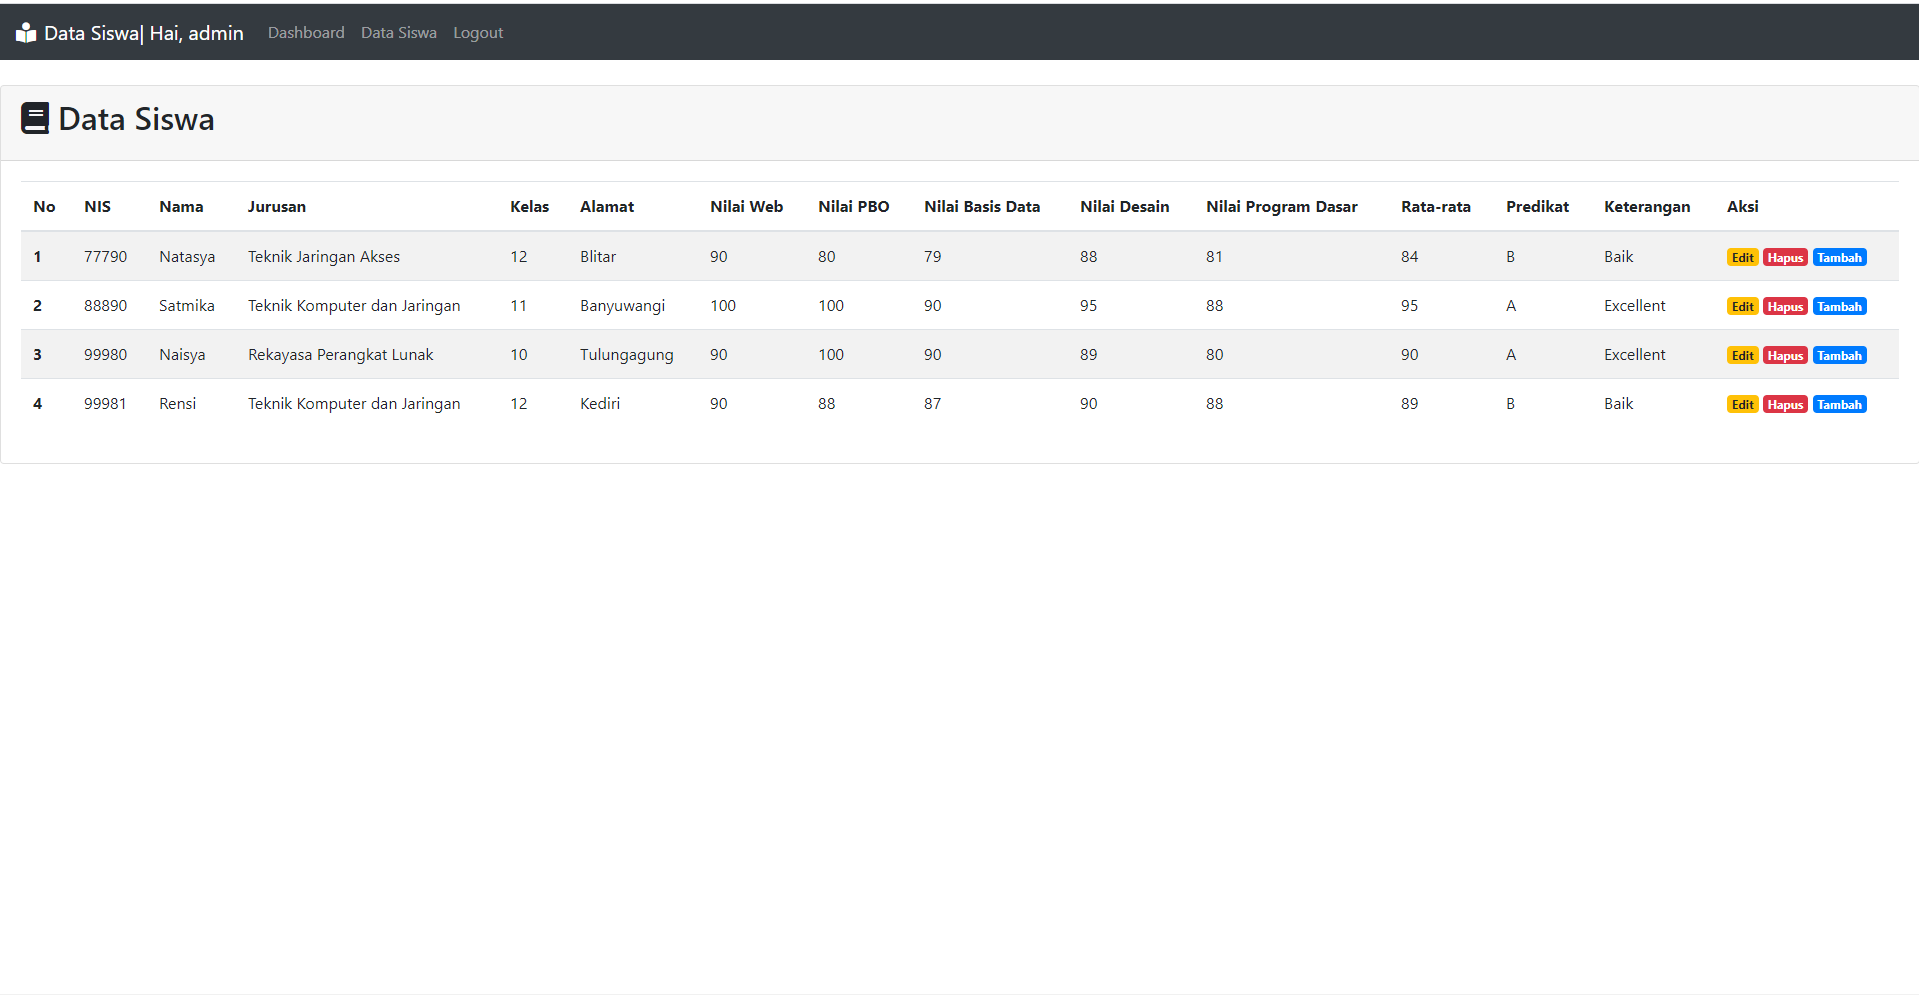 Data Siswa| Hai, admin Dashboard Data Siswa Logout
Data Siswa
No NIS Nama Jurusan Kelas Alamat Nilai Web Nilai PBO Nilai Basis Data Nilai Desain Nilai Program Dasar Rata-rata Predikat Keterangan Aksi
1 77790 Natasya Teknik Jaringan Akses 12 Blitar 90 80 79 88 81 84 B Baik Edit Hapus Tambah
2 88890 Satmika Teknik Komputer dan Jaringan 11 Banyuwangi 100 100 90 95 88 95 A Excellent Edit Hapus Tambah
3 99980 Naisya Rekayasa Perangkat Lunak 10 Tulungagung 90 100 90 89 80 90 A Excellent Edit Hapus Tambah
4 99981 Rensi Teknik Komputer dan Jaringan 12 Kediri 90 88 87 90 88 89 B Baik Edit Hapus Tambah